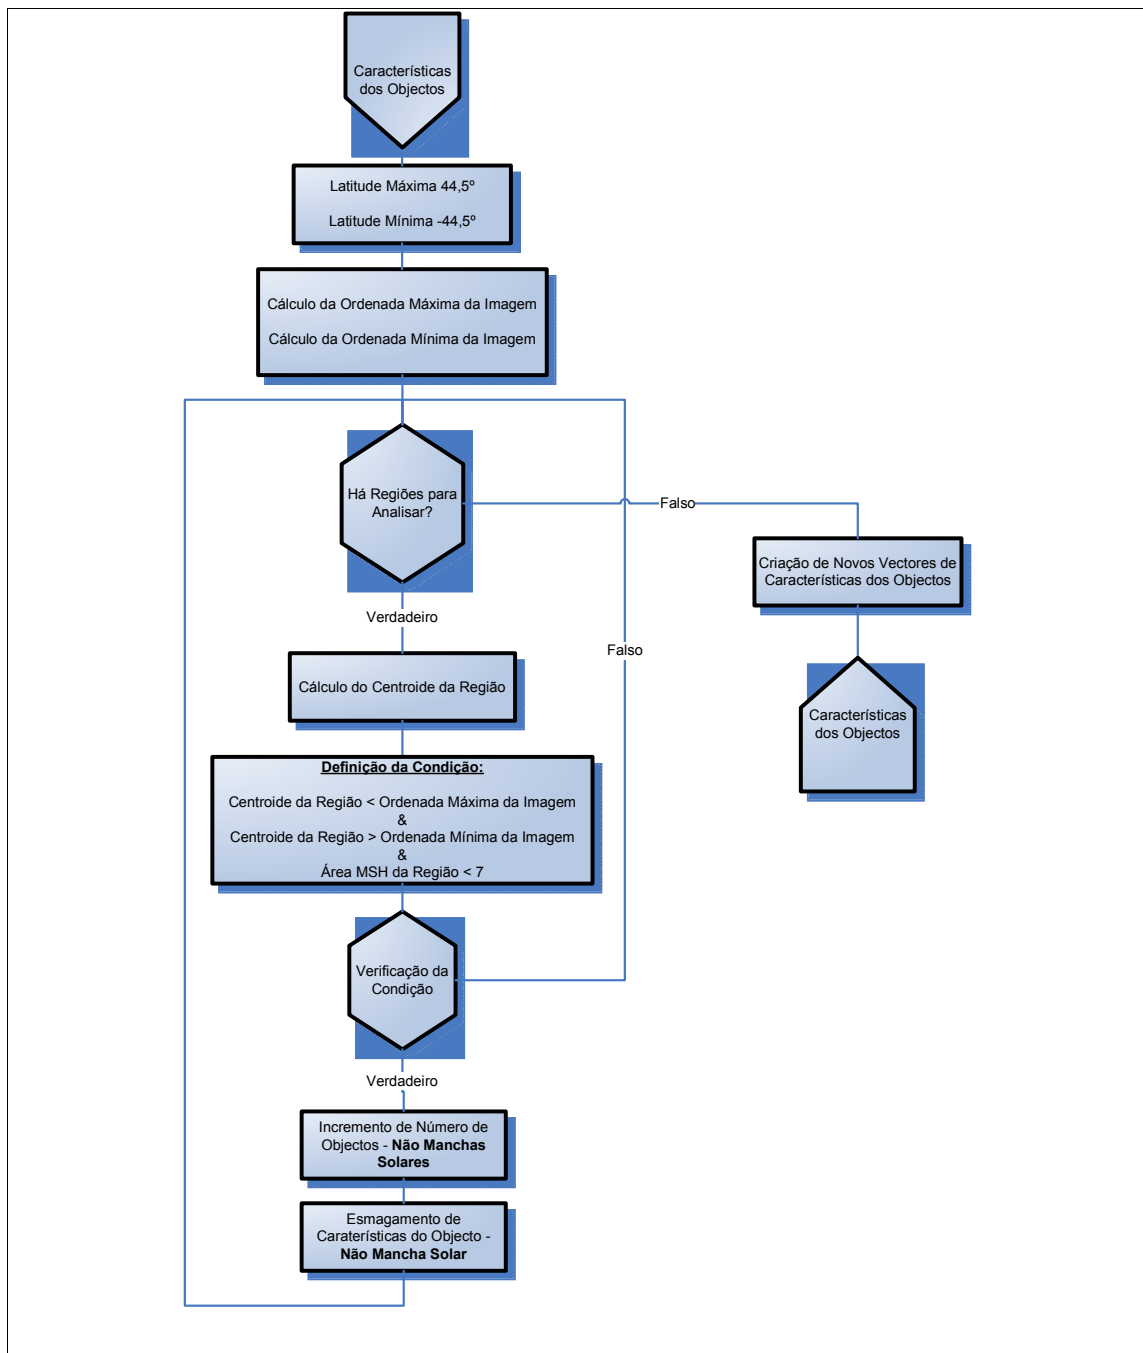 Características
dos Objectos
Latitude Máxima 44,5º
Latitude Mínima -44,5º
Cálculo da Ordenada Máxima da Imagem
Cálculo da Ordenada Mínima da Imagem
Há Regiões para
Analisar?
Falso
Criação de Novos Vectores de
Características dos Objectos
Características
dos Objectos
Verdadeiro
Falso
Cálculo do Centroide da Região
Definição da Condição:
Centroide da Região < Ordenada Máxima da Imagem
&
Centroide da Região > Ordenada Mínima da Imagem
&
Área MSH da Região < 7
Verificação da
Condição
Verdadeiro
Incremento de Número de
Objectos - Não Manchas
Solares
Esmagamento de
Caraterísticas do Objecto -
Não Mancha Solar